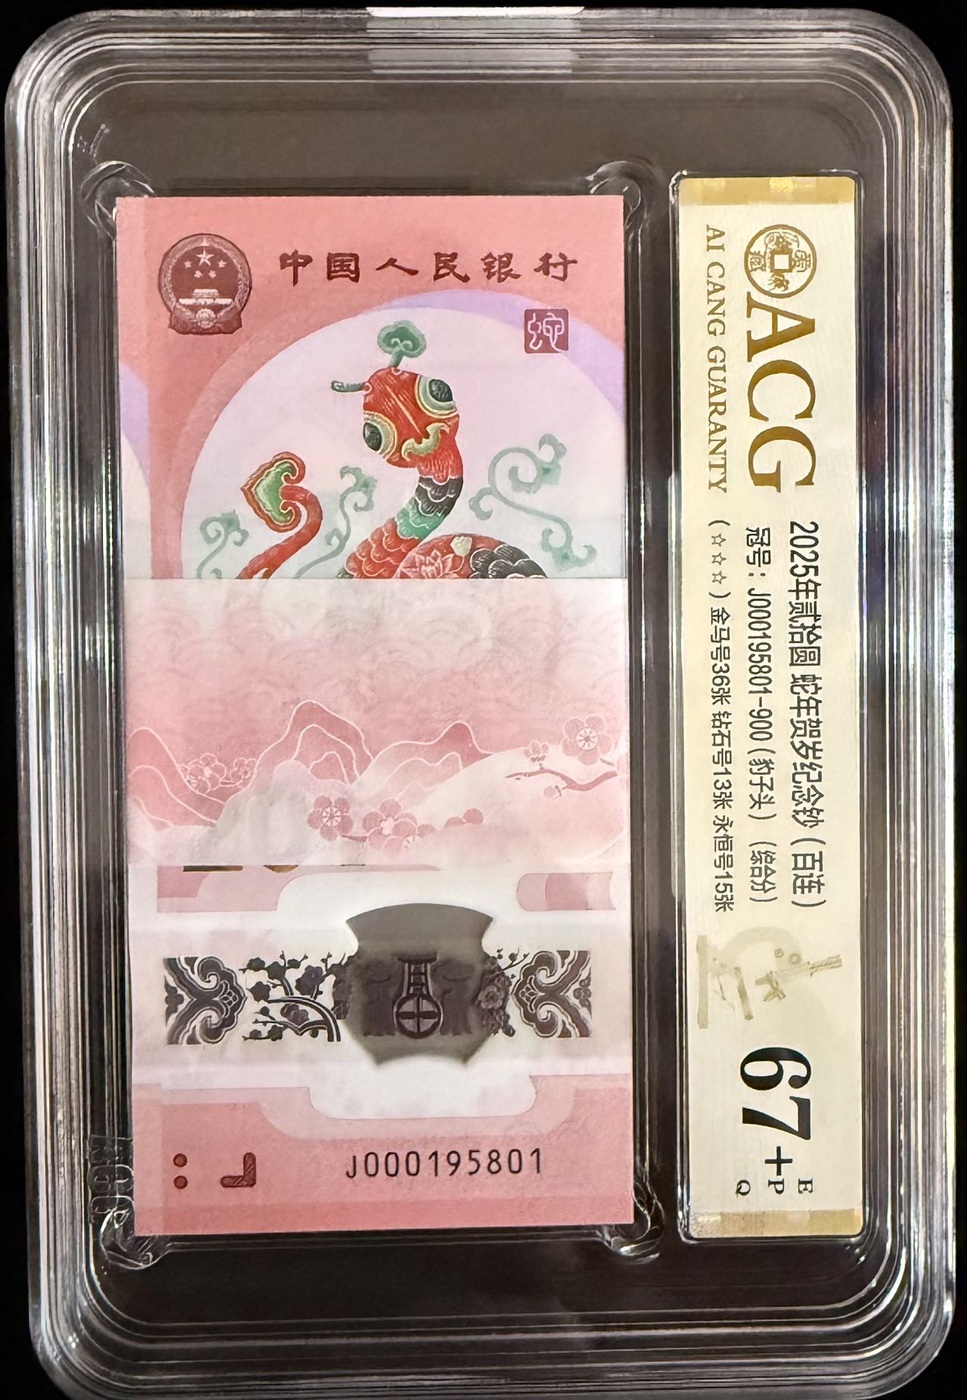 中国人民银行
蛇
J000195801
ACG
AI CANG GUARANTY
2025年贰拾圆 蛇年贺岁纪念钞（百连）
冠号：J000195801-900（豹子头）（综合分）
（☆☆☆）金马号36张 钻石号13张 永恒号15张
67+
E
P
Q